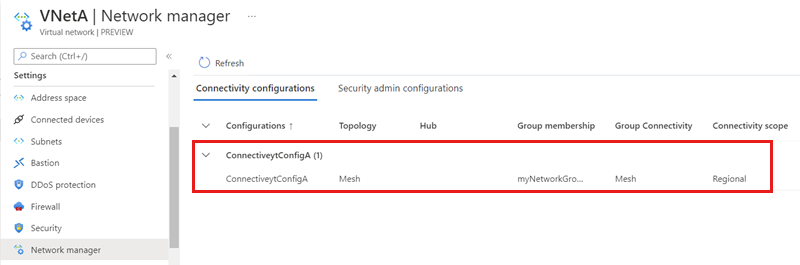 VNetA | Network manager ...
Virtual network | PREVIEW
Search (Ctrl+/)
«
Settings
Address space
Connected devices
Subnets
Bastion
DDoS protection
Firewall
Security
Network manager
Refresh
Connectivity configurations Security admin configurations
Configurations ↑ Topology Hub Group membership Group Connectivity Connectivity scope
ConnectiveytConfigA (1)
ConnectiveytConfigA Mesh myNetworkGro... Mesh Regional